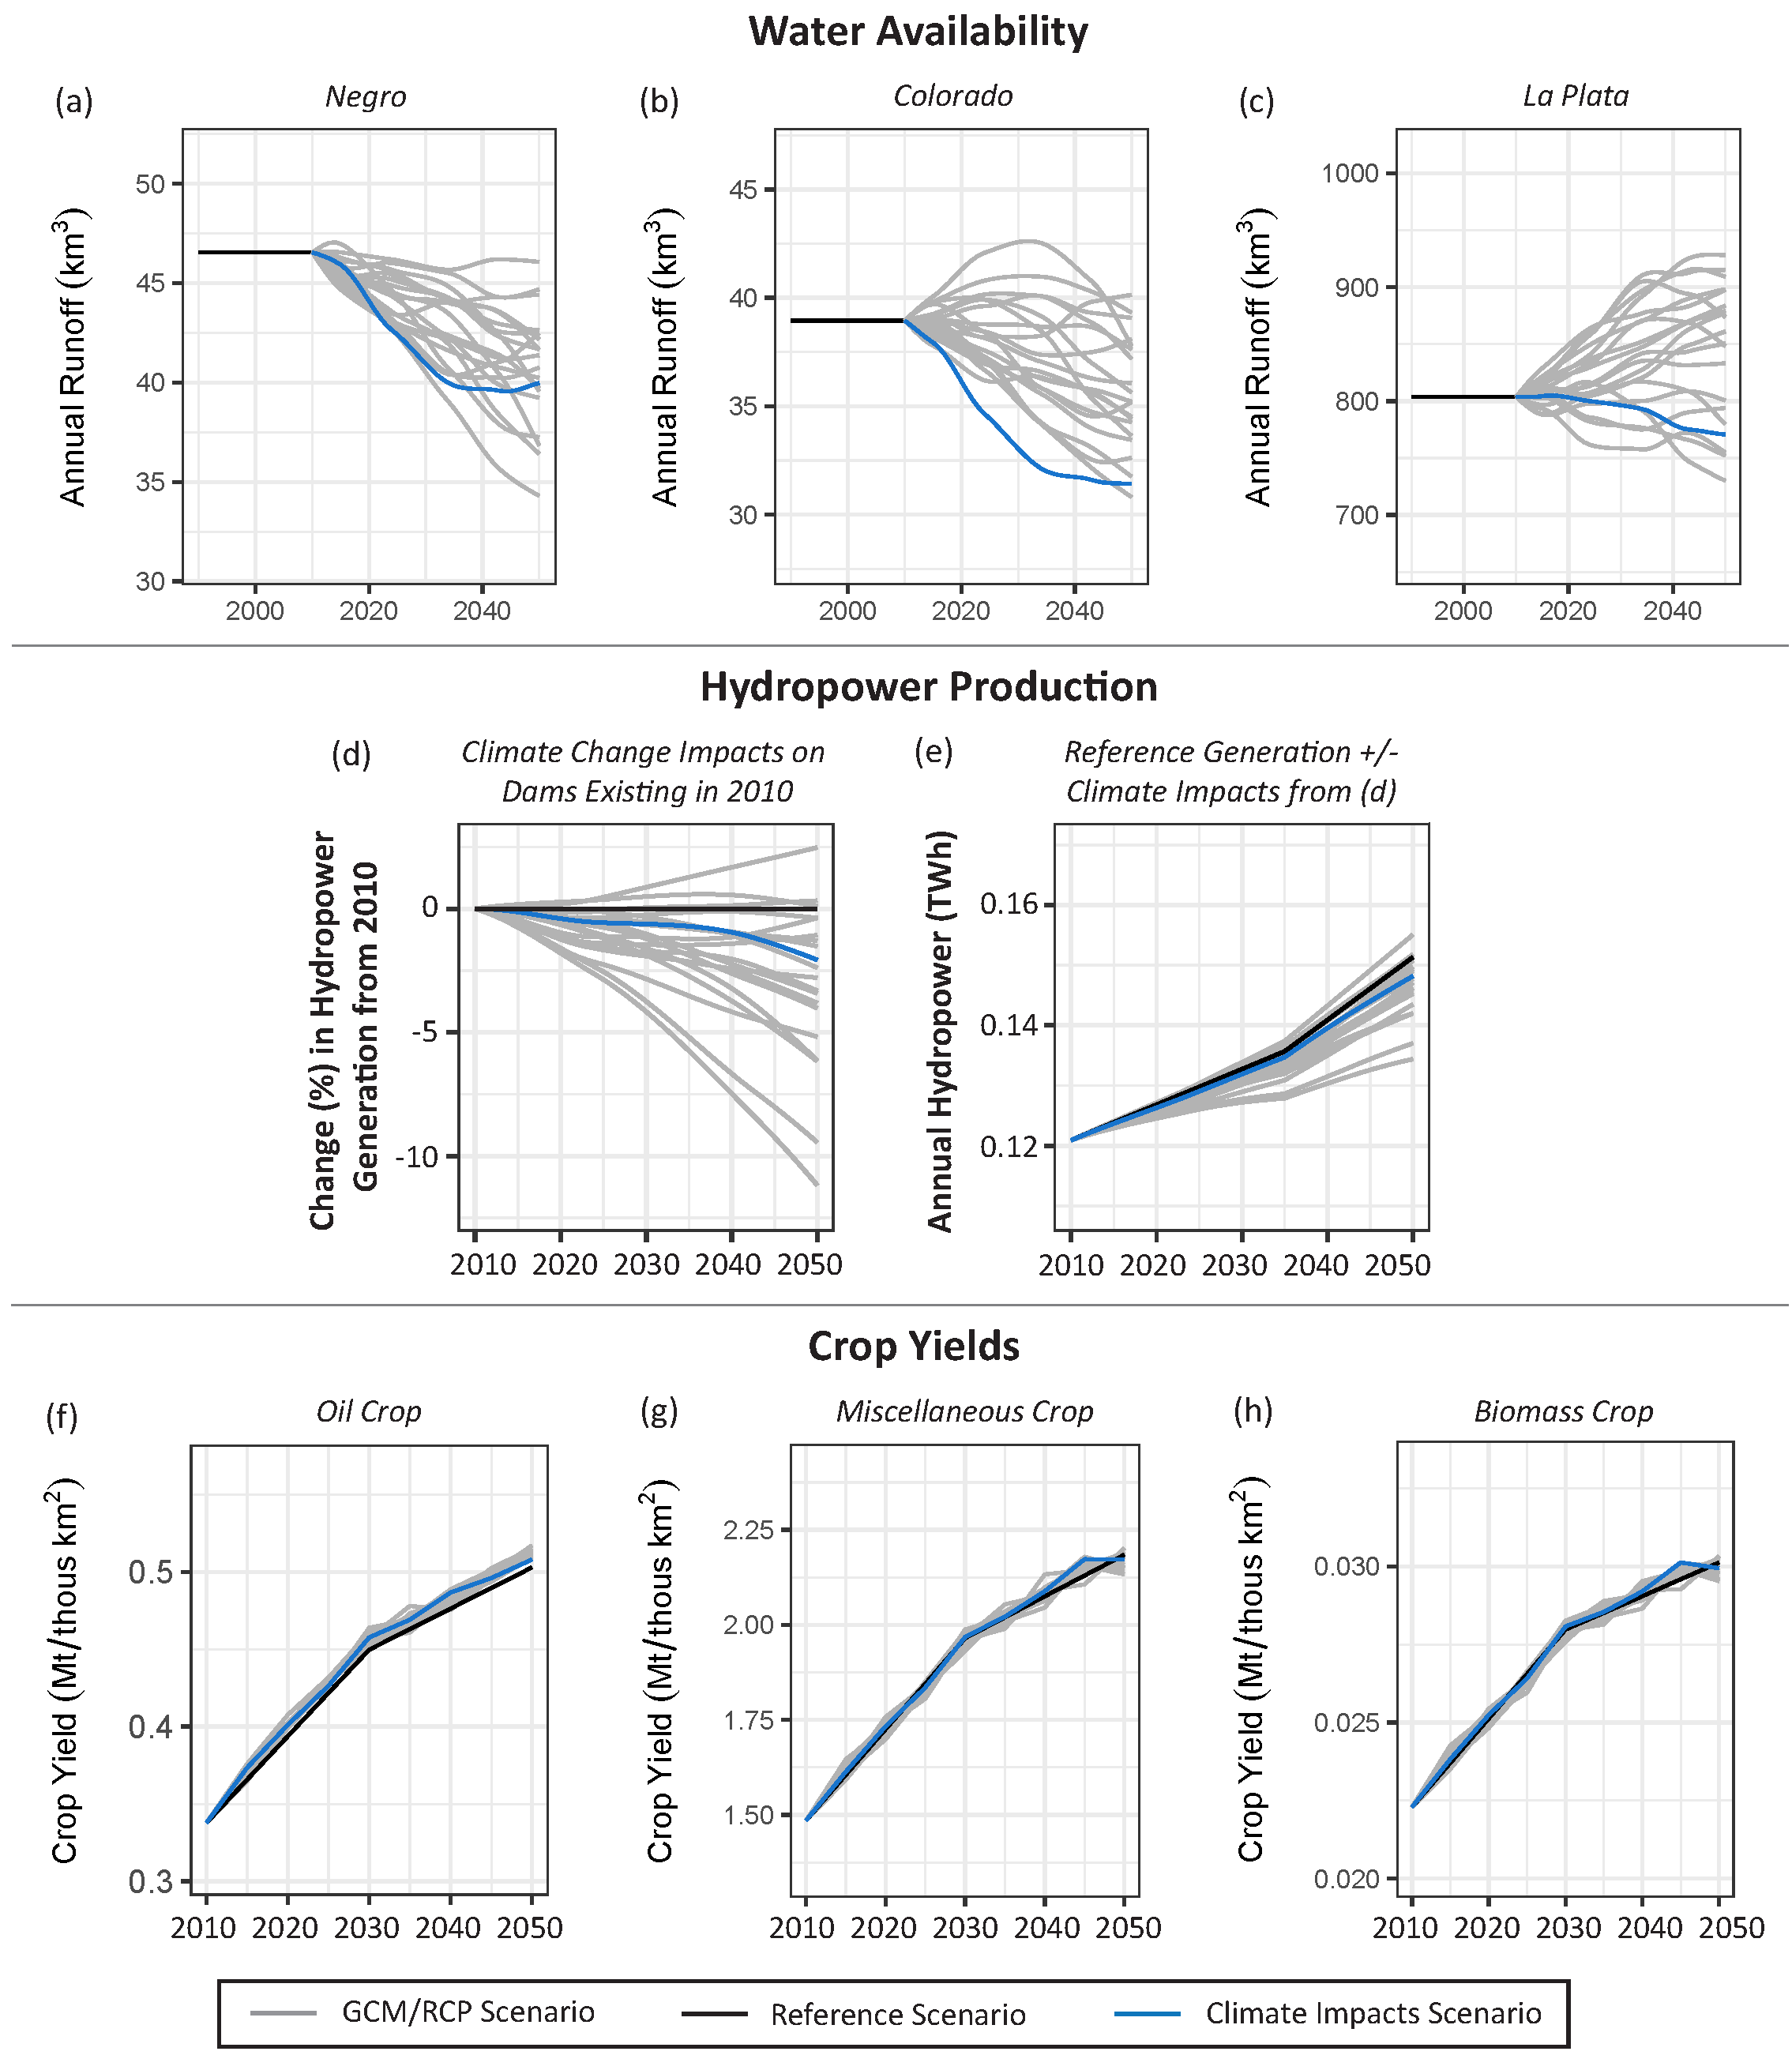 Water Availability
(a) Negro (b) Colorado (c) La Plata
Annual Runoff (km³)
50
45
40
35
30
2000 2020 2040
Annual Runoff (km³)
45
40
35
30
2000 2020 2040
Annual Runoff (km³)
1000
900
800
700
2000 2020 2040
Hydropower Production
(d) Climate Change Impacts on
Dams Existing in 2010
Change (%) in Hydropower
Generation from 2010
0
-5
-10
2010 2020 2030 2040 2050
(e) Reference Generation +/-
Climate Impacts from (d)
Annual Hydropower (TWh)
0.16
0.14
0.12
2010 2020 2030 2040 2050
Crop Yields
(f) Oil Crop (g) Miscellaneous Crop (h) Biomass Crop
Crop Yield (Mt/thous km²)
0.5
0.4
0.3
2010 2020 2030 2040 2050
Crop Yield (Mt/thous km²)
2.25
2.00
1.75
1.50
2010 2020 2030 2040 2050
Crop Yield (Mt/thous km²)
0.030
0.025
0.020
2010 2020 2030 2040 2050
GCM/RCP Scenario Reference Scenario Climate Impacts Scenario